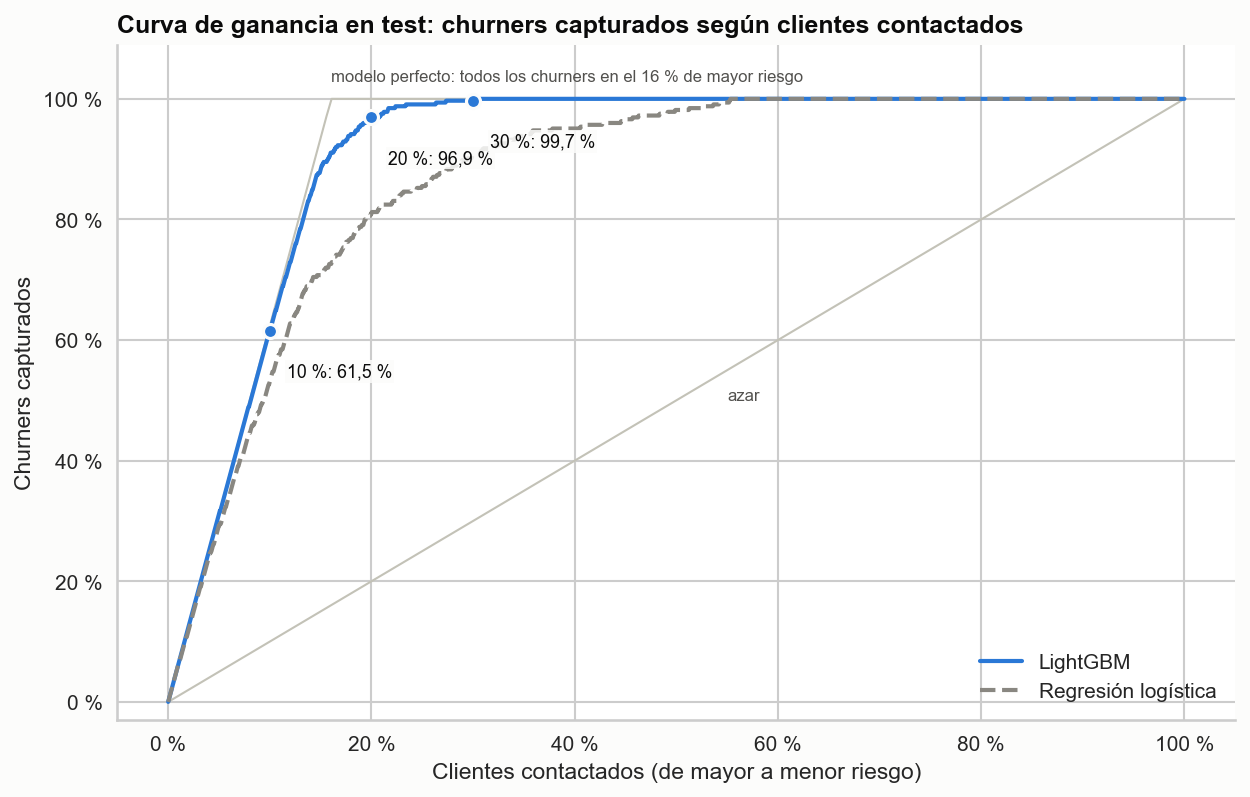 Curva de ganancia en test: churners capturados según clientes contactados
modelo perfecto: todos los churners en el 16 % de mayor riesgo
100 %
30 %: 99,7 %
20 %: 96,9 %
80 %
60 %
10 %: 61,5 %
azar
40 %
20 %
0 %
Churners capturados
LightGBM
Regresión logística
0 %
20 %
40 %
60 %
80 %
100 %
Clientes contactados (de mayor a menor riesgo)